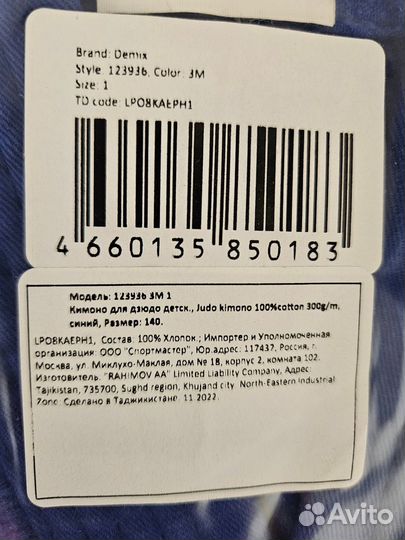 Brand: Demix
Style: 123936, Color: 3M
Size: 1
TD code: LPO8KAEPH1
4 660135 850183
Модель: 123936 3M 1
Кимоно для дзюдо детск., Judo kimono 100%cotton 300g/m,
синий, Размер: 140.
LPO8KAEPH1, Состав: 100% Хлопок.; Импортер и Уполномоченная
организация: ООО "Спортмастер", Юр.адрес: 117437, Россия, г.
Москва, ул. Миклухо-Маклая, дом № 18, корпус 2, комната 102.
Изготовитель: "RAHIMOV AA" Limited Liability Company, Адрес:
Tajikistan, 735700, Sughd region, Khujand city. North-Eastern Industrial
Zone: Сделано в Таджикистане. 11.2022.
Avito